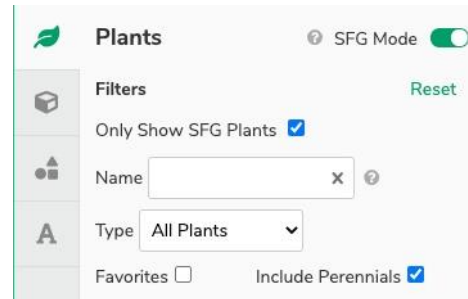 Plants SFG Mode
Filters Reset
Only Show SFG Plants
Name
Type All Plants
A
Favorites Include Perennials